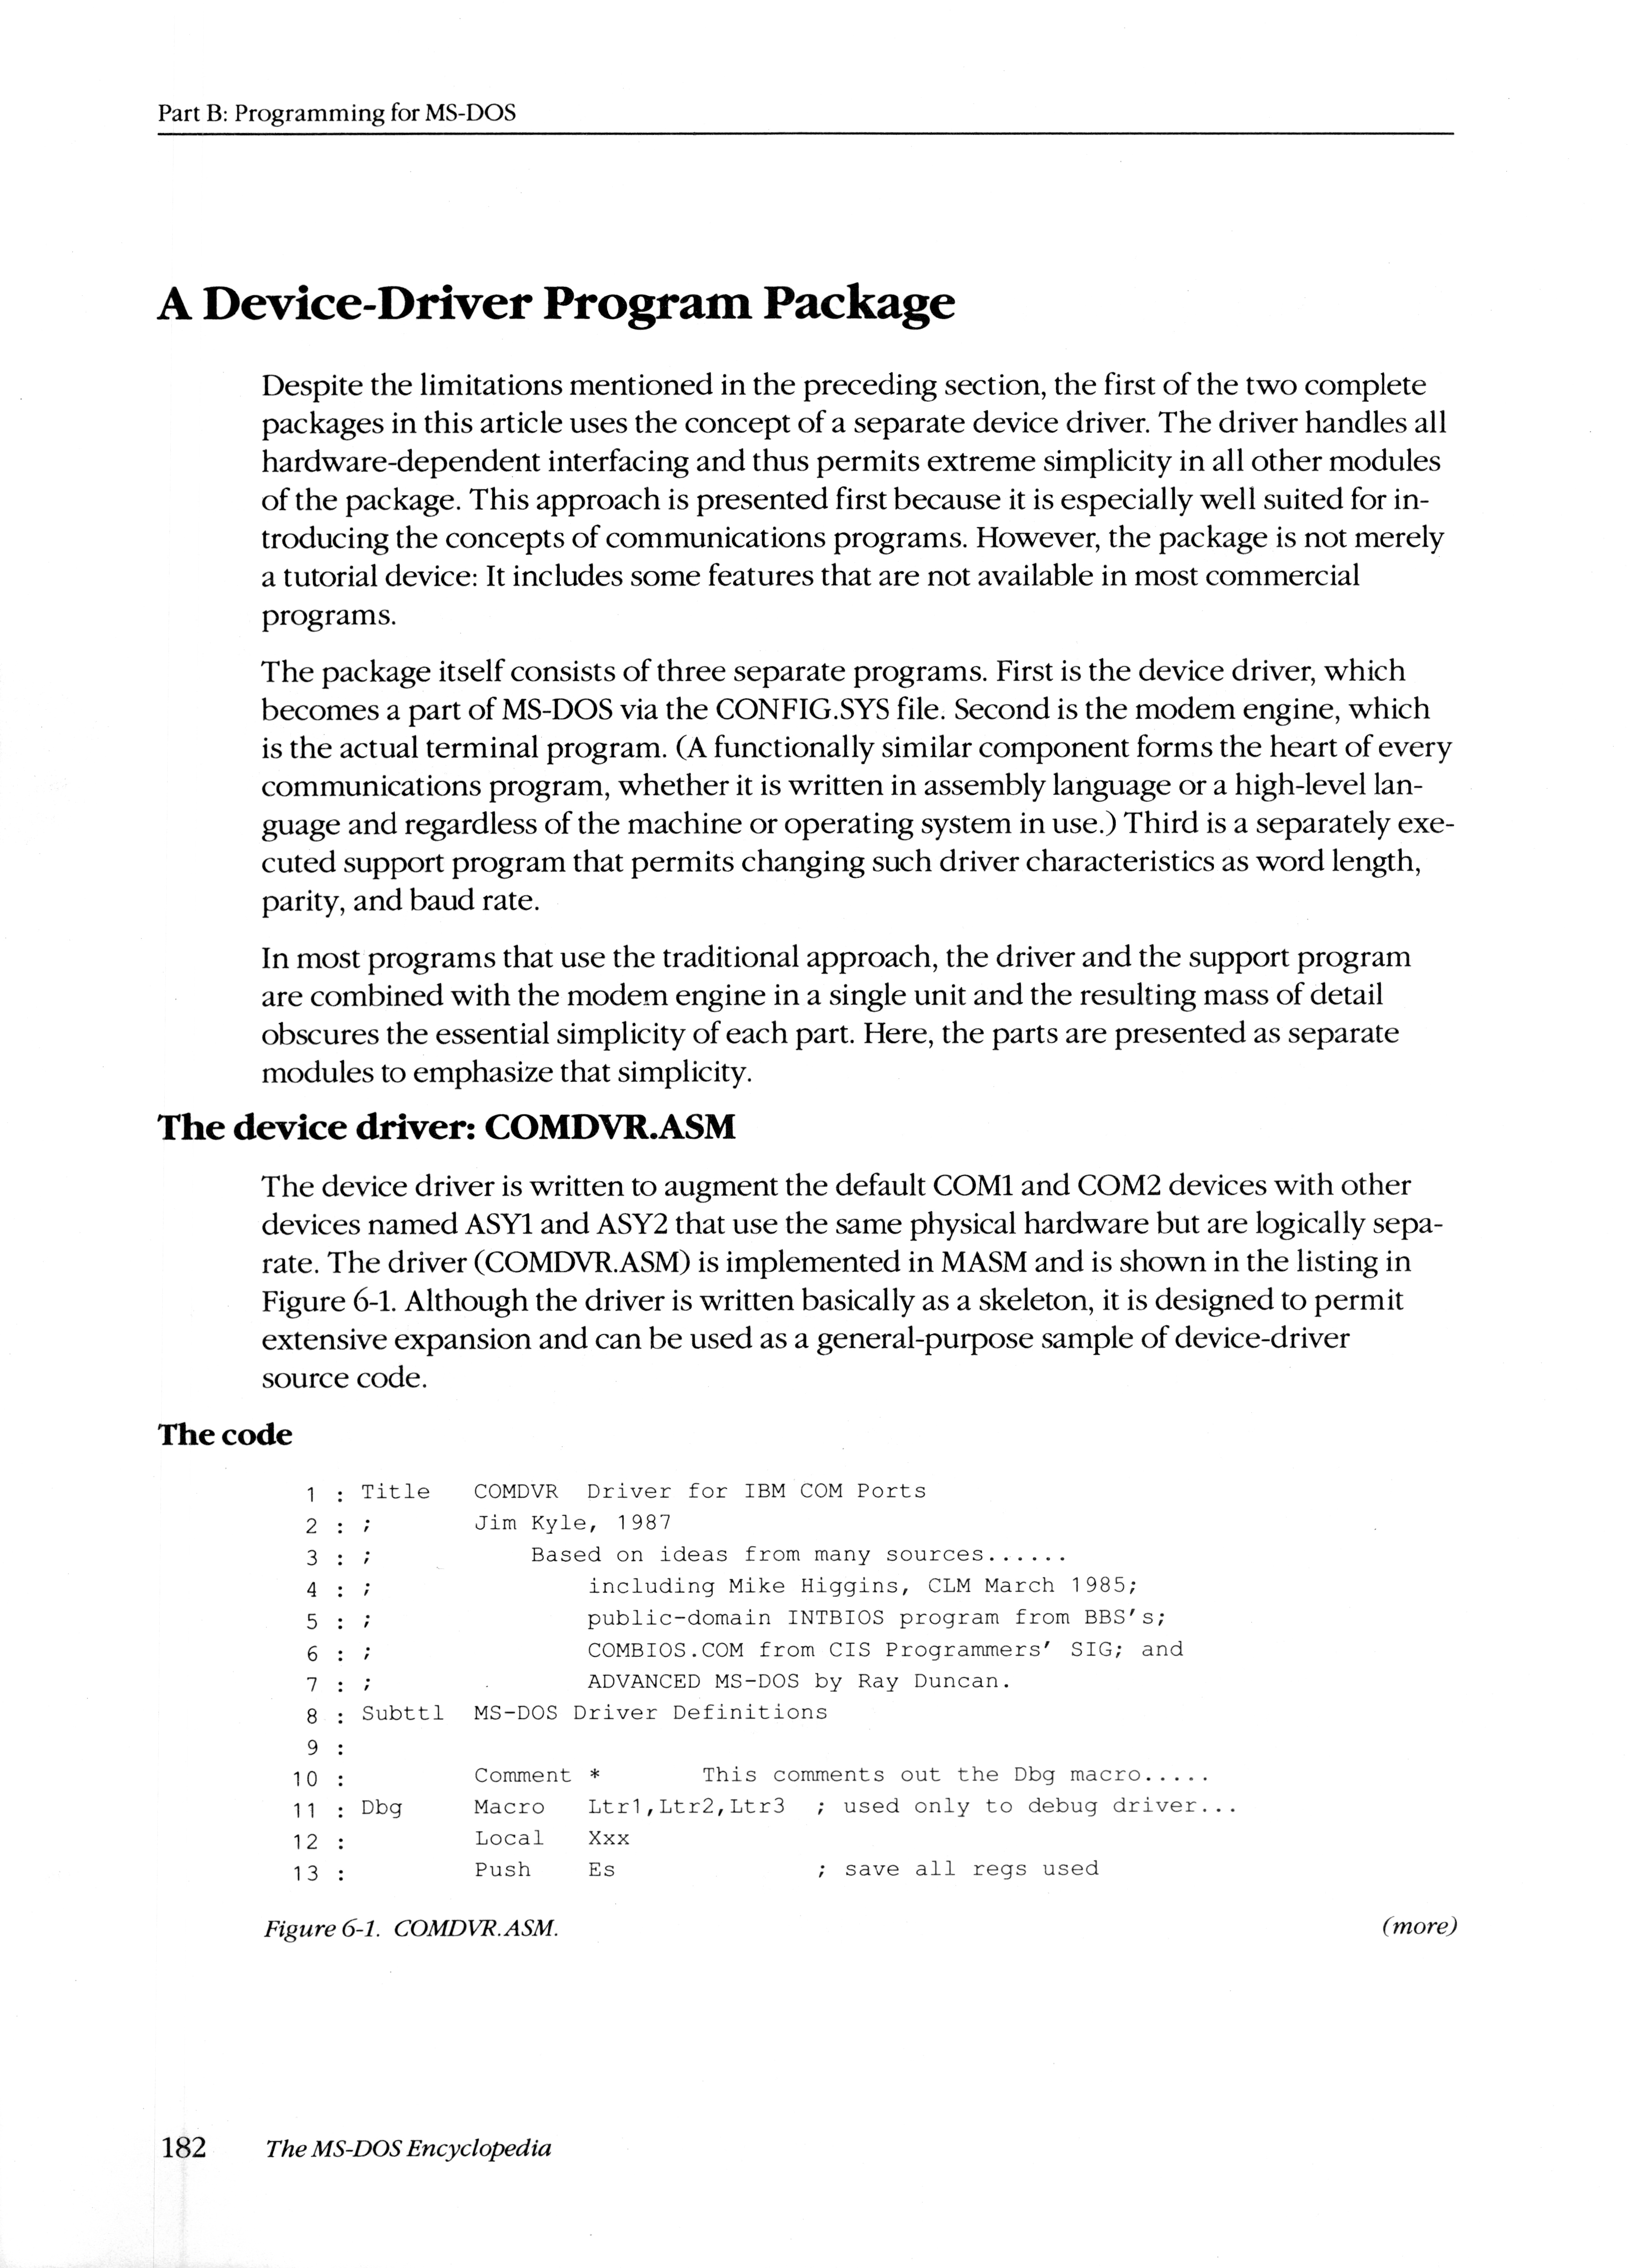 Part B: Programming for MS-DOS
A Device-Driver Program Package
Despite the limitations mentioned in the preceding section, the first of the two complete
packages in this article uses the concept of a separate device driver. The driver handles all
hardware-dependent interfacing and thus permits extreme simplicity in all other modules
of the package. This approach is presented first because it is especially well suited for in-
troducing the concepts of communications programs. However, the package is not merely
a tutorial device: It includes some features that are not available in most commercial
programs.
The package itself consists of three separate programs. First is the device driver, which
becomes a part of MS-DOS via the CONFIG.SYS file. Second is the modem engine, which
is the actual terminal program. (A functionally similar component forms the heart of every
communications program, whether it is written in assembly language or a high-level lan-
guage and regardless of the machine or operating system in use.) Third is a separately exe-
cuted support program that permits changing such driver characteristics as word length,
parity, and baud rate.
In most programs that use the traditional approach, the driver and the support program
are combined with the modem engine in a single unit and the resulting mass of detail
obscures the essential simplicity of each part. Here, the parts are presented as separate
modules to emphasize that simplicity.
The device driver: COMDVR.ASM
The device driver is written to augment the default COM1 and COM2 devices with other
devices named ASY1 and ASY2 that use the same physical hardware but are logically sepa-
rate. The driver (COMDVR.ASM) is implemented in MASM and is shown in the listing in
Figure 6-1. Although the driver is written basically as a skeleton, it is designed to permit
extensive expansion and can be used as a general-purpose sample of device-driver
source code.
The code
1 : Title   COMDVR  Driver for IBM COM Ports
2 : ;       Jim Kyle, 1987
3 : ;           Based on ideas from many sources......
4 : ;               including Mike Higgins, CLM March 1985;
5 : ;               public-domain INTBIOS program from BBS's;
6 : ;               COMBIOS.COM from CIS Programmers' SIG; and
7 : ;               ADVANCED MS-DOS by Ray Duncan.
8 : Subttl  MS-DOS Driver Definitions
9 :
10 :         Comment *       This comments out the Dbg macro.....
11 : Dbg     Macro   Ltr1,Ltr2,Ltr3  ; used only to debug driver...
12 :         Local   Xxx
13 :         Push    Es              ; save all regs used
Figure 6-1. COMDVR.ASM. (more)
182 The MS-DOS Encyclopedia